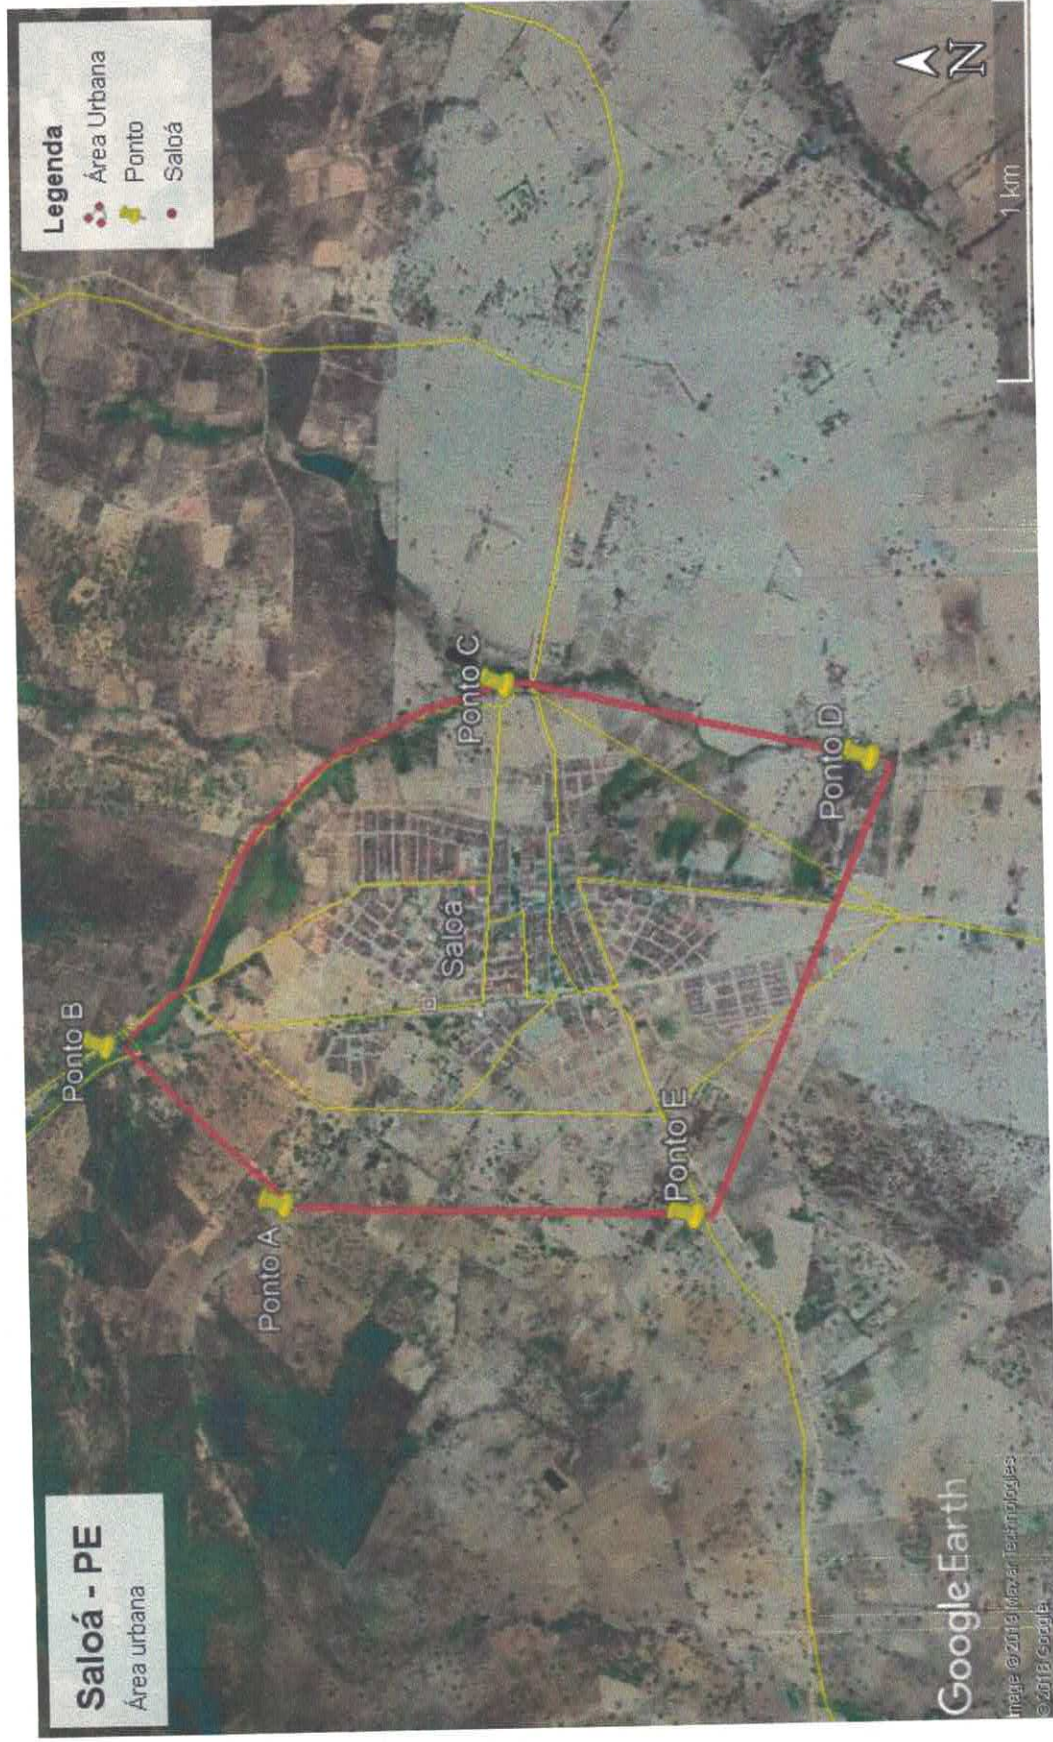 Saloá - PE
Área urbana
Legenda
Área Urbana
Ponto
Saloá
Ponto B
Ponto A
Ponto C
Saloá
Ponto E
Ponto D
N
1 km
Google Earth
Image © 2019 Maxar Technologies
© 2018 Google